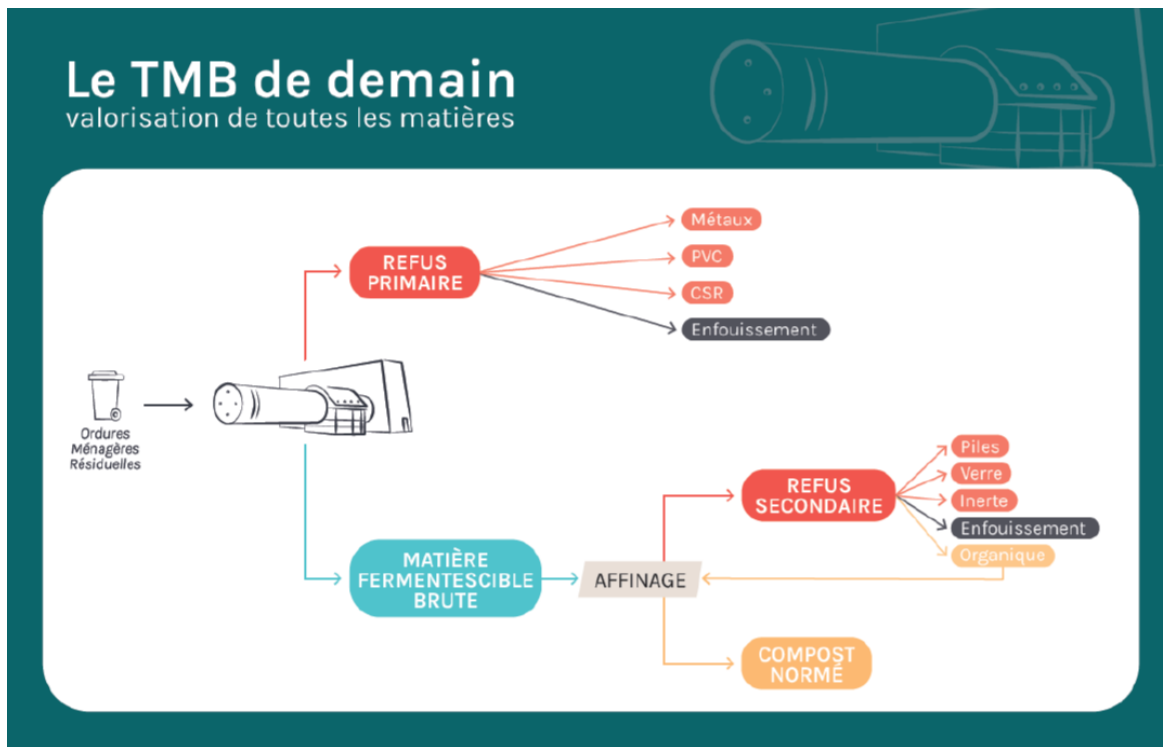 Le TMB de demain
valorisation de toutes les matières
Métaux
REFUS
PRIMAIRE
PVC
CSR
Enfouissement
Ordures
Ménagères
Résiduelles
Piles
Verre
REFUS
SECONDAIRE
Inerte
Enfouissement
Organique
MATIÈRE
FERMENTESCIBLE
BRUTE
AFFINAGE
COMPOST
NORMÉ